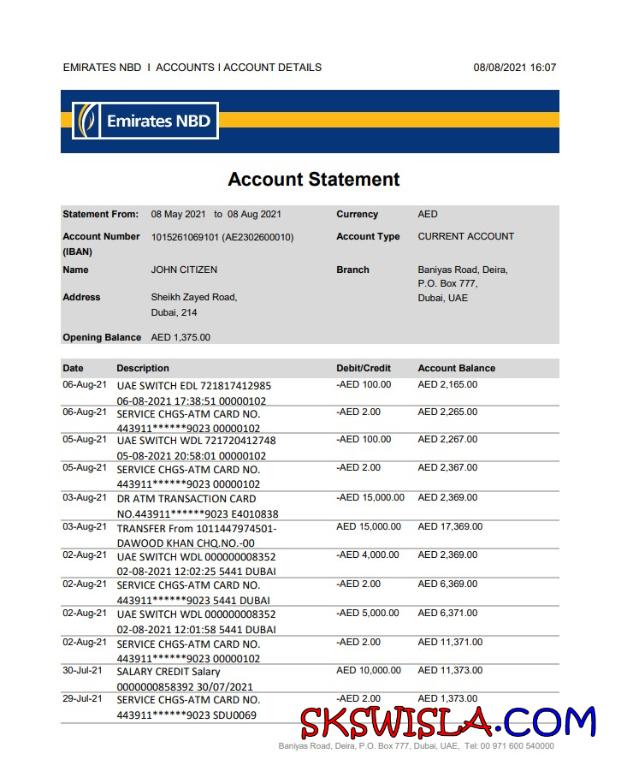 EMIRATES NBD I ACCOUNTS I ACCOUNT DETAILS 08/08/2021 16:07
Emirates NBD
Account Statement
Statement From: 08 May 2021 to 08 Aug 2021 Currency AED
Account Number 1015261069101 (AE2302600010) Account Type CURRENT ACCOUNT
(IBAN)
Name JOHN CITIZEN Branch Baniyas Road, Deira,
P.O. Box 777,
Address Sheikh Zayed Road, Dubai, UAE
Dubai, 214
Opening Balance AED 1,375.00
Date Description Debit/Credit Account Balance
06-Aug-21 UAE SWITCH EDL 721817412985 -AED 100.00 AED 2,165.00
06-08-2021 17:38:51 00000102
06-Aug-21 SERVICE CHGS-ATM CARD NO. -AED 2.00 AED 2,265.00
443911******9023 00000102
05-Aug-21 UAE SWITCH WDL 721720412748 -AED 100.00 AED 2,267.00
05-08-2021 20:58:01 00000102
05-Aug-21 SERVICE CHGS-ATM CARD NO. -AED 2.00 AED 2,367.00
443911******9023 00000102
03-Aug-21 DR ATM TRANSACTION CARD -AED 15,000.00 AED 2,369.00
NO.443911******9023 E4010838
03-Aug-21 TRANSFER From 1011447974501- AED 15,000.00 AED 17,369.00
DAWOOD KHAN CHQ.NO.-00
02-Aug-21 UAE SWITCH WDL 000000008352 -AED 4,000.00 AED 2,369.00
02-08-2021 12:02:25 5441 DUBAI
02-Aug-21 SERVICE CHGS-ATM CARD NO. -AED 2.00 AED 6,369.00
443911******9023 5441 DUBAI
02-Aug-21 UAE SWITCH WDL 000000008352 -AED 5,000.00 AED 6,371.00
02-08-2021 12:01:58 5441 DUBAI
02-Aug-21 SERVICE CHGS-ATM CARD NO. -AED 2.00 AED 11,371.00
443911******9023 00000102
30-Jul-21 SALARY CREDIT Salary AED 10,000.00 AED 11,373.00
0000000858392 30/07/2021
29-Jul-21 SERVICE CHGS-ATM CARD NO. -AED 2.00 AED 1,373.00
443911******9023 SDU0069
SKSWISLA.COM
Baniyas Road, Deira, P.O. Box 777, Dubai, UAE, Tel: 00 971 600 540000